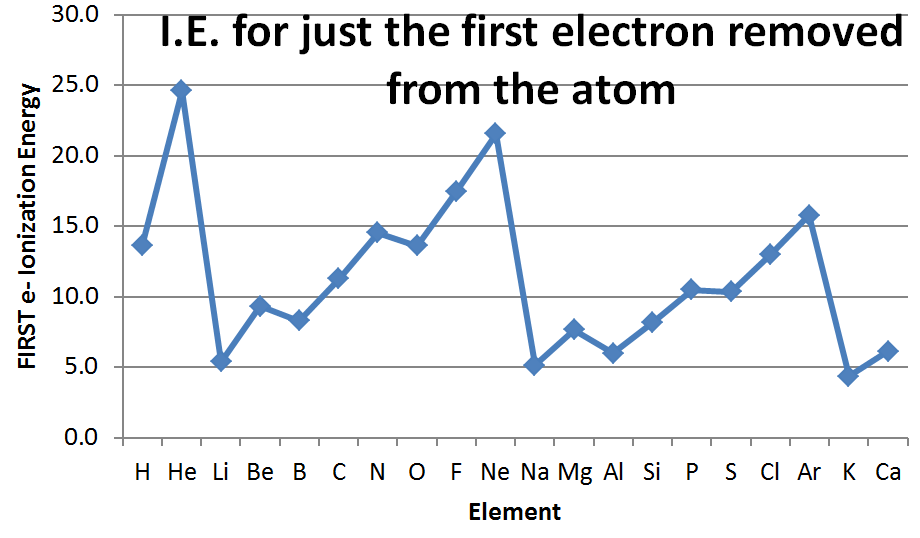 I.E. for just the first electron removed
from the atom
FIRST e- Ionization Energy
30.0
25.0
20.0
15.0
10.0
5.0
0.0
H He Li Be B C N O F Ne Na Mg Al Si P S Cl Ar K Ca
Element